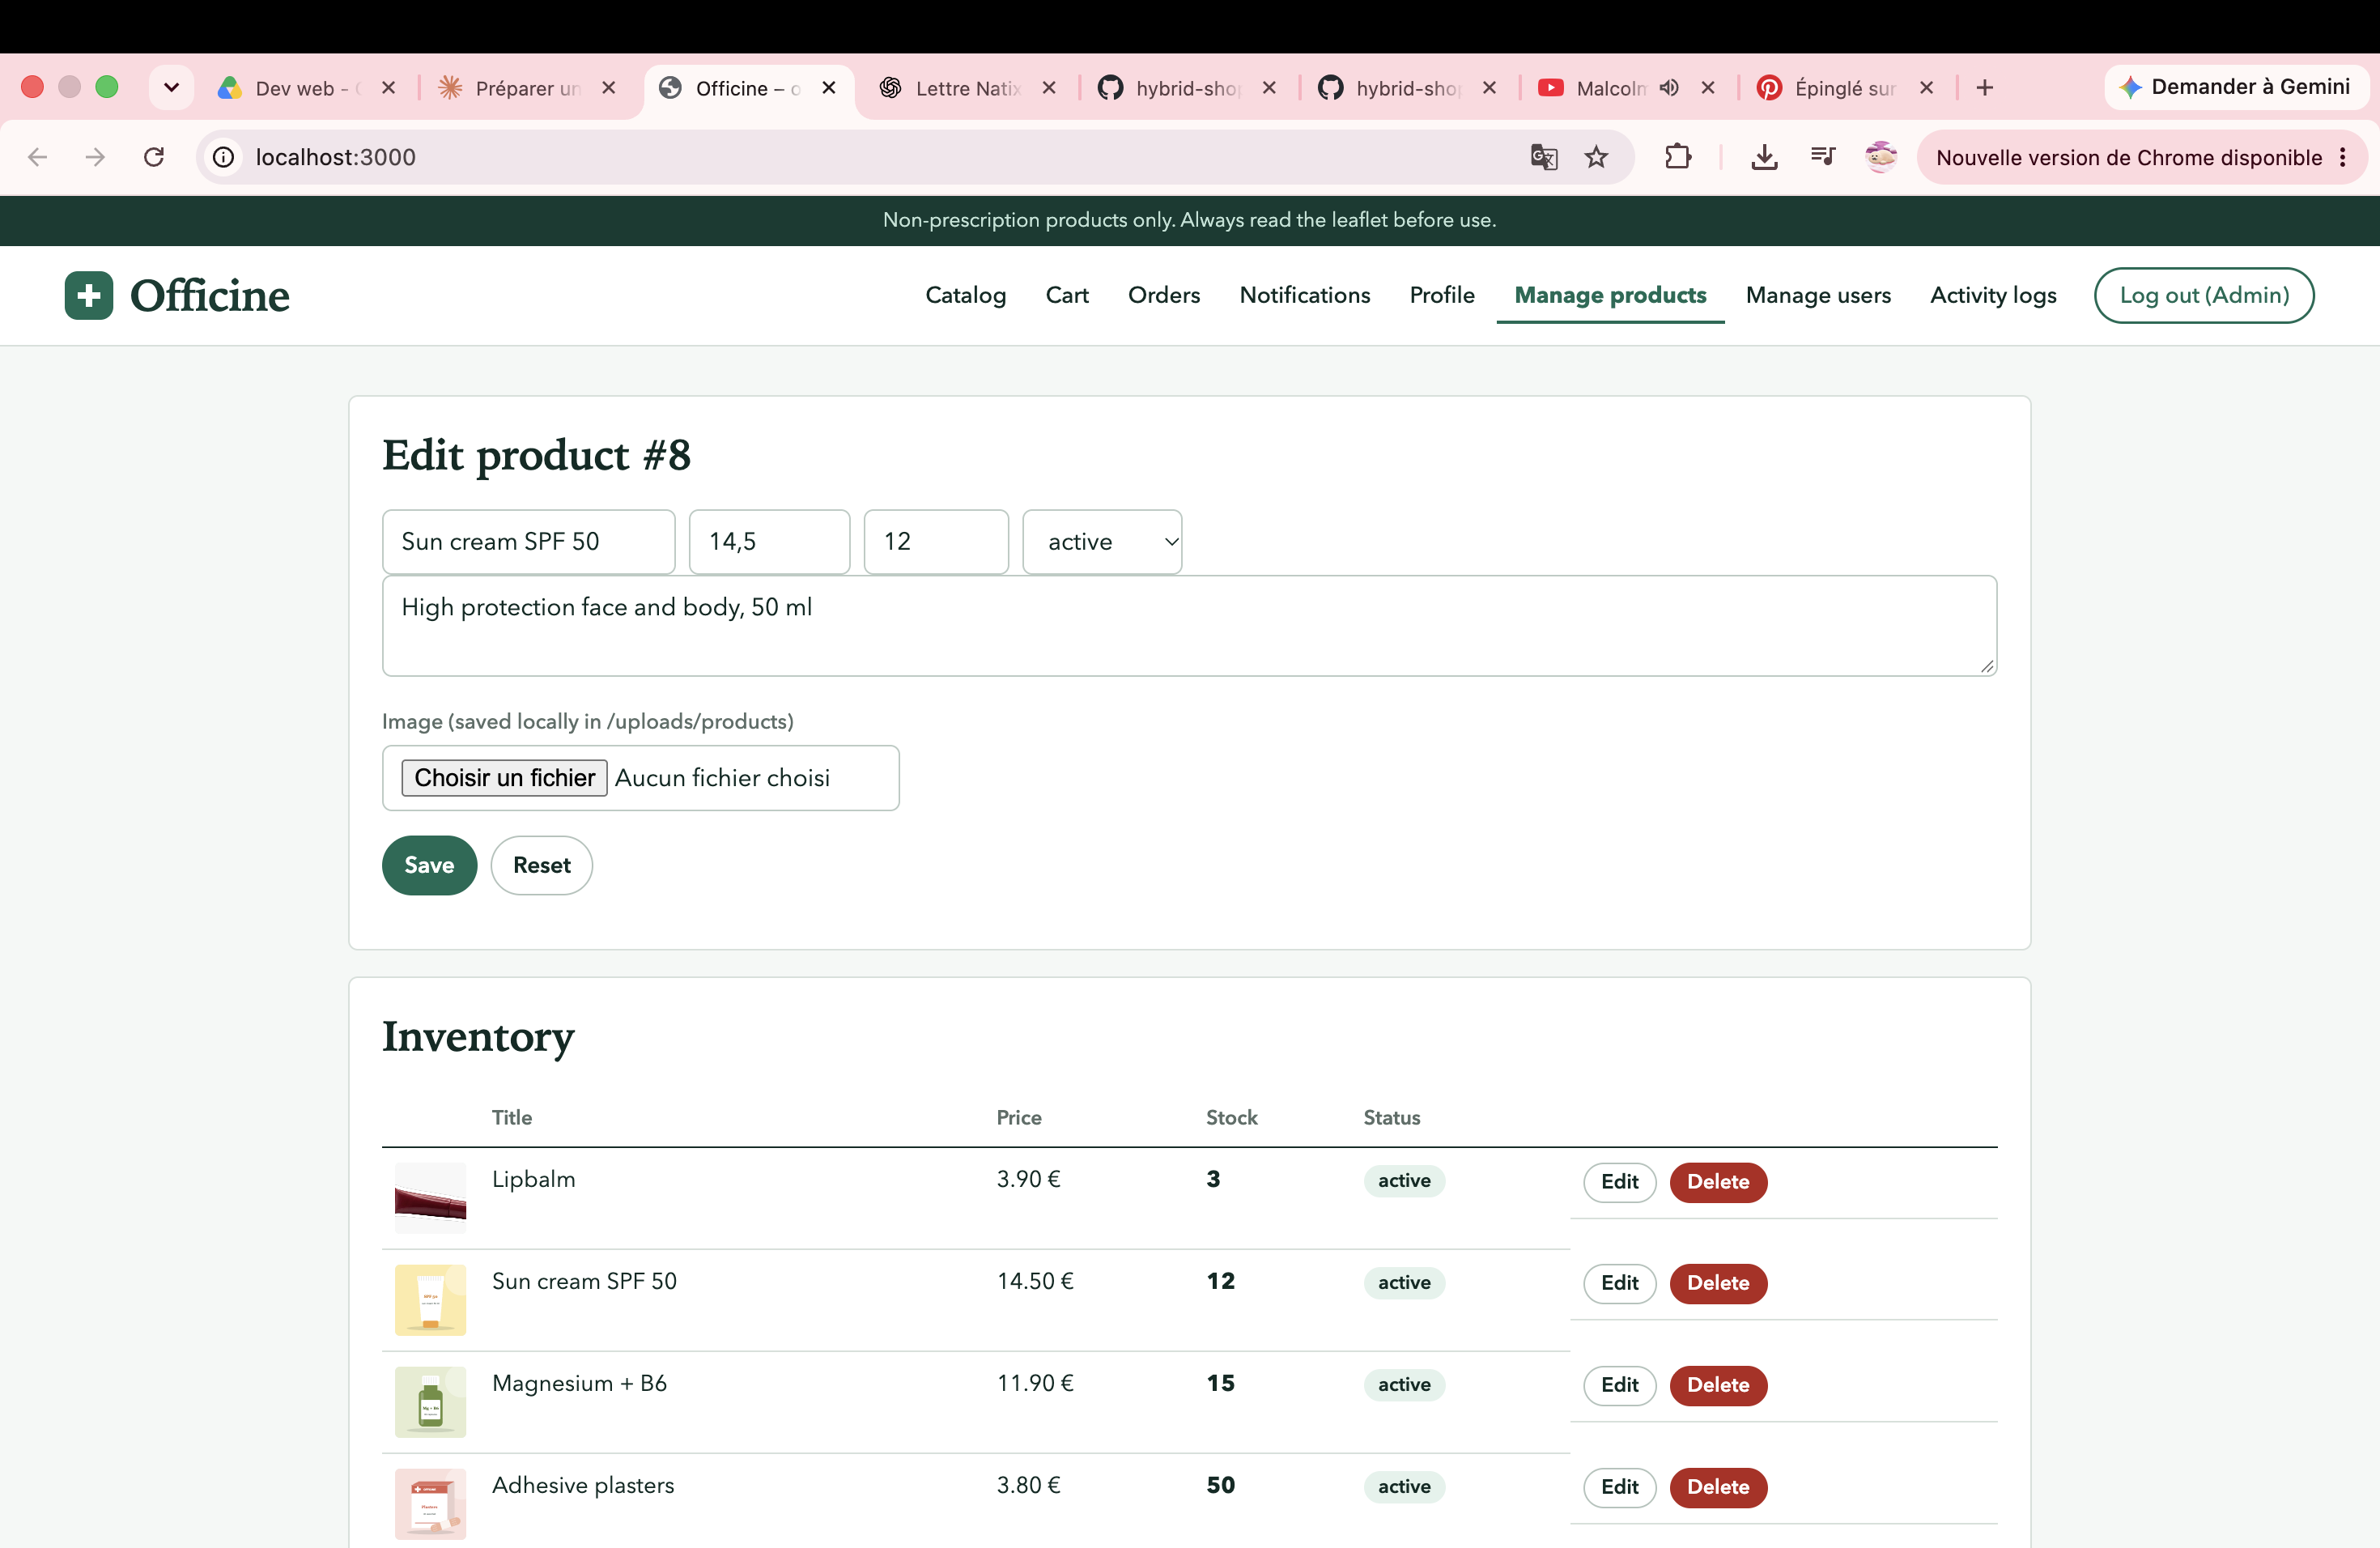 Dev web -
Préparer un
Officine – o
Lettre Natix
hybrid-shop
hybrid-shop
Malcolm
Épinglé sur
Demander à Gemini
localhost:3000
Nouvelle version de Chrome disponible
Non-prescription products only. Always read the leaflet before use.
Officine
Catalog Cart Orders Notifications Profile Manage products Manage users Activity logs Log out (Admin)
Edit product #8
Sun cream SPF 50 14,5 12 active
High protection face and body, 50 ml
Image (saved locally in /uploads/products)
Choisir un fichier Aucun fichier choisi
Save Reset
Inventory
Title Price Stock Status
Lipbalm 3.90 € 3 active Edit Delete
Sun cream SPF 50 14.50 € 12 active Edit Delete
Magnesium + B6 11.90 € 15 active Edit Delete
Adhesive plasters 3.80 € 50 active Edit Delete